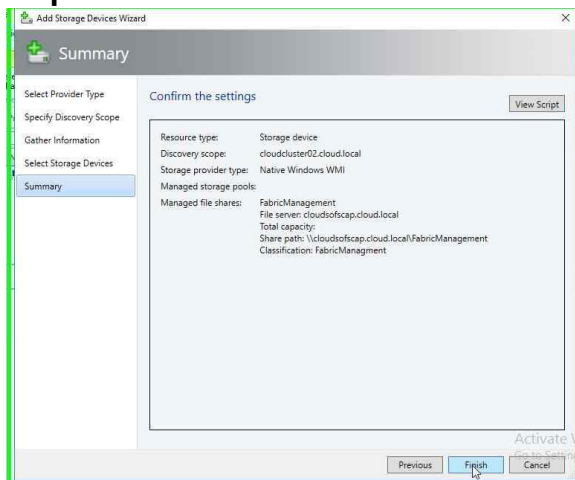 Add Storage Devices Wizard
Summary
Select Provider Type
Specify Discovery Scope
Gather Information
Select Storage Devices
Summary
Confirm the settings
View Script
Resource type: Storage device
Discovery scope: cloudcluster02.cloud.local
Storage provider type: Native Windows WMI
Managed storage pools:
Managed file shares: FabricManagement
File server: cloudsofscap.cloud.local
Total capacity:
Share path: \\cloudsofscap.cloud.local\FabricManagement
Classification: FabricManagment
Activate
Previous Finish Cancel